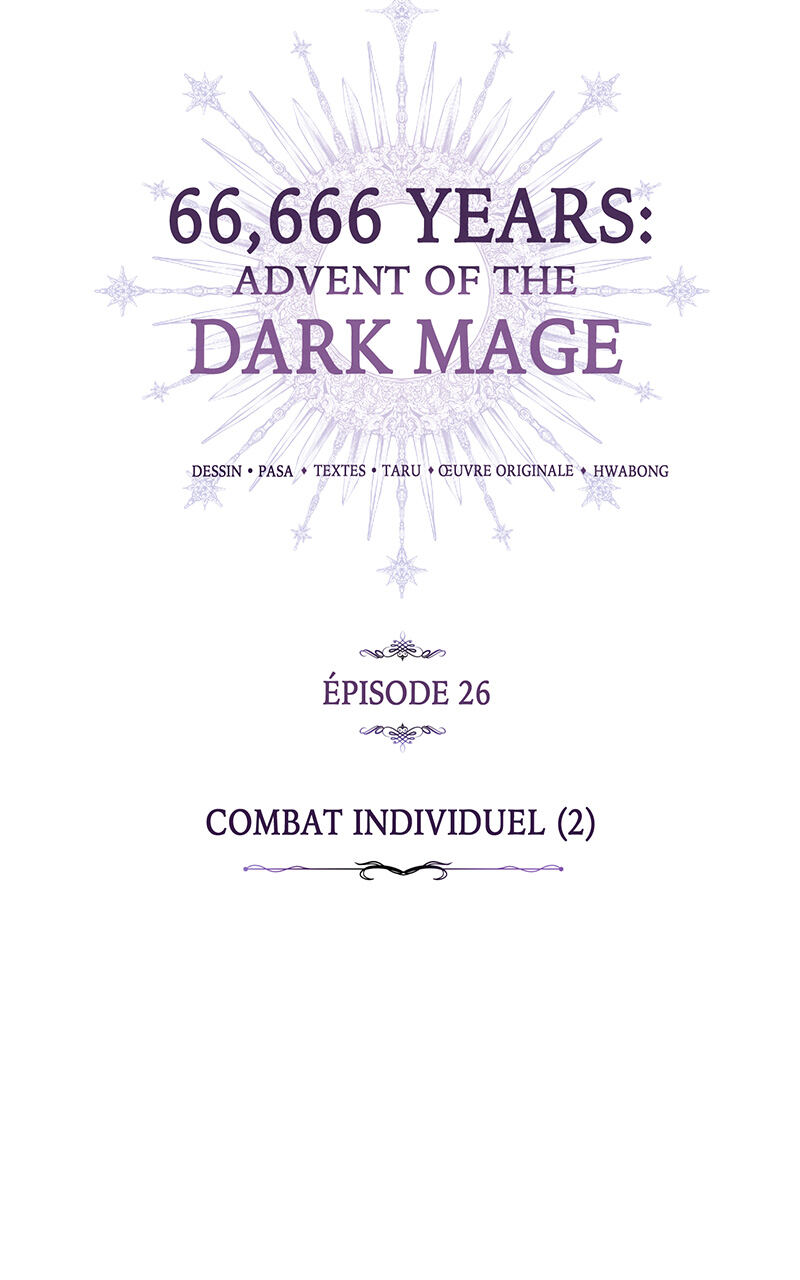 66,666 YEARS:
ADVENT OF THE
DARK MAGE
DESSIN • PASA ♦ TEXTES • TARU ♦ ŒUVRE ORIGINALE ♦ HWABONG
ÉPISODE 26
COMBAT INDIVIDUEL (2)